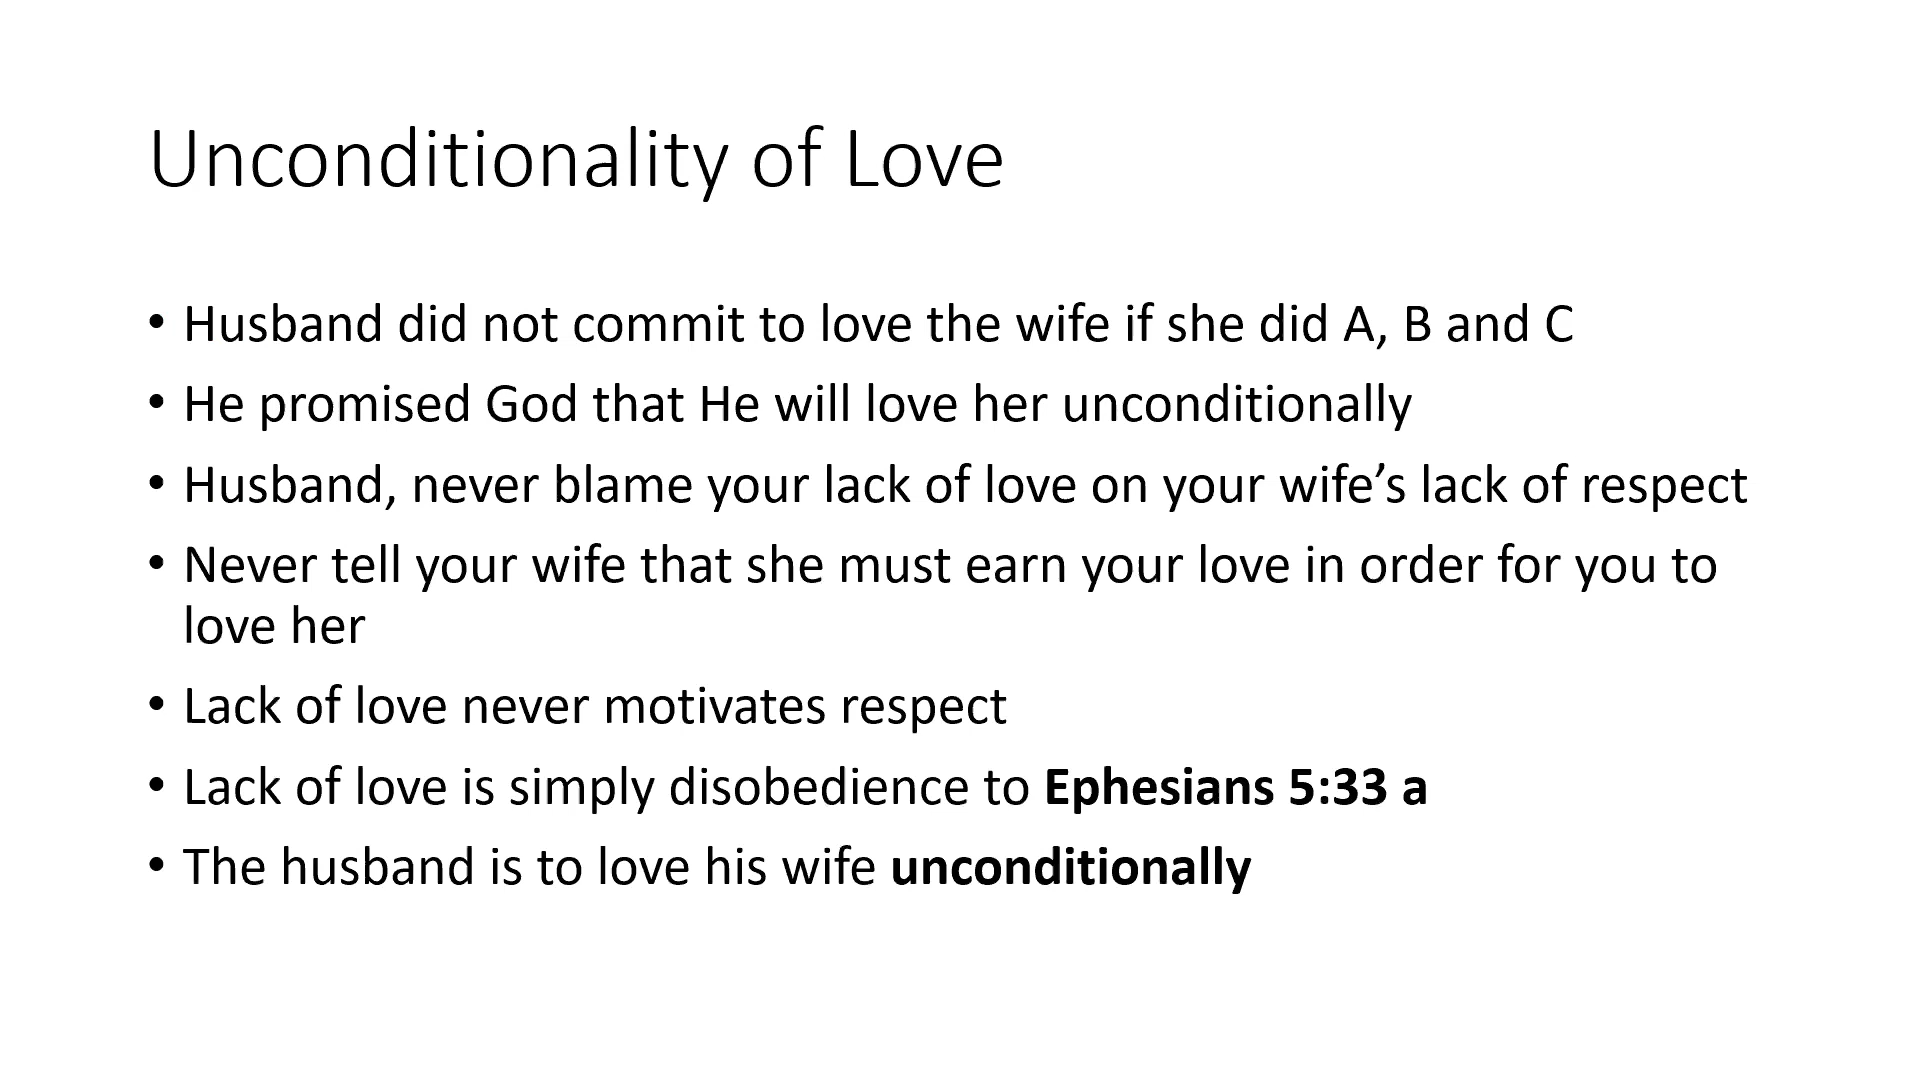 Unconditionality of Love
• Husband did not commit to love the wife if she did A, B and C
• He promised God that He will love her unconditionally
• Husband, never blame your lack of love on your wife’s lack of respect
• Never tell your wife that she must earn your love in order for you to
love her
• Lack of love never motivates respect
• Lack of love is simply disobedience to Ephesians 5:33 a
• The husband is to love his wife unconditionally